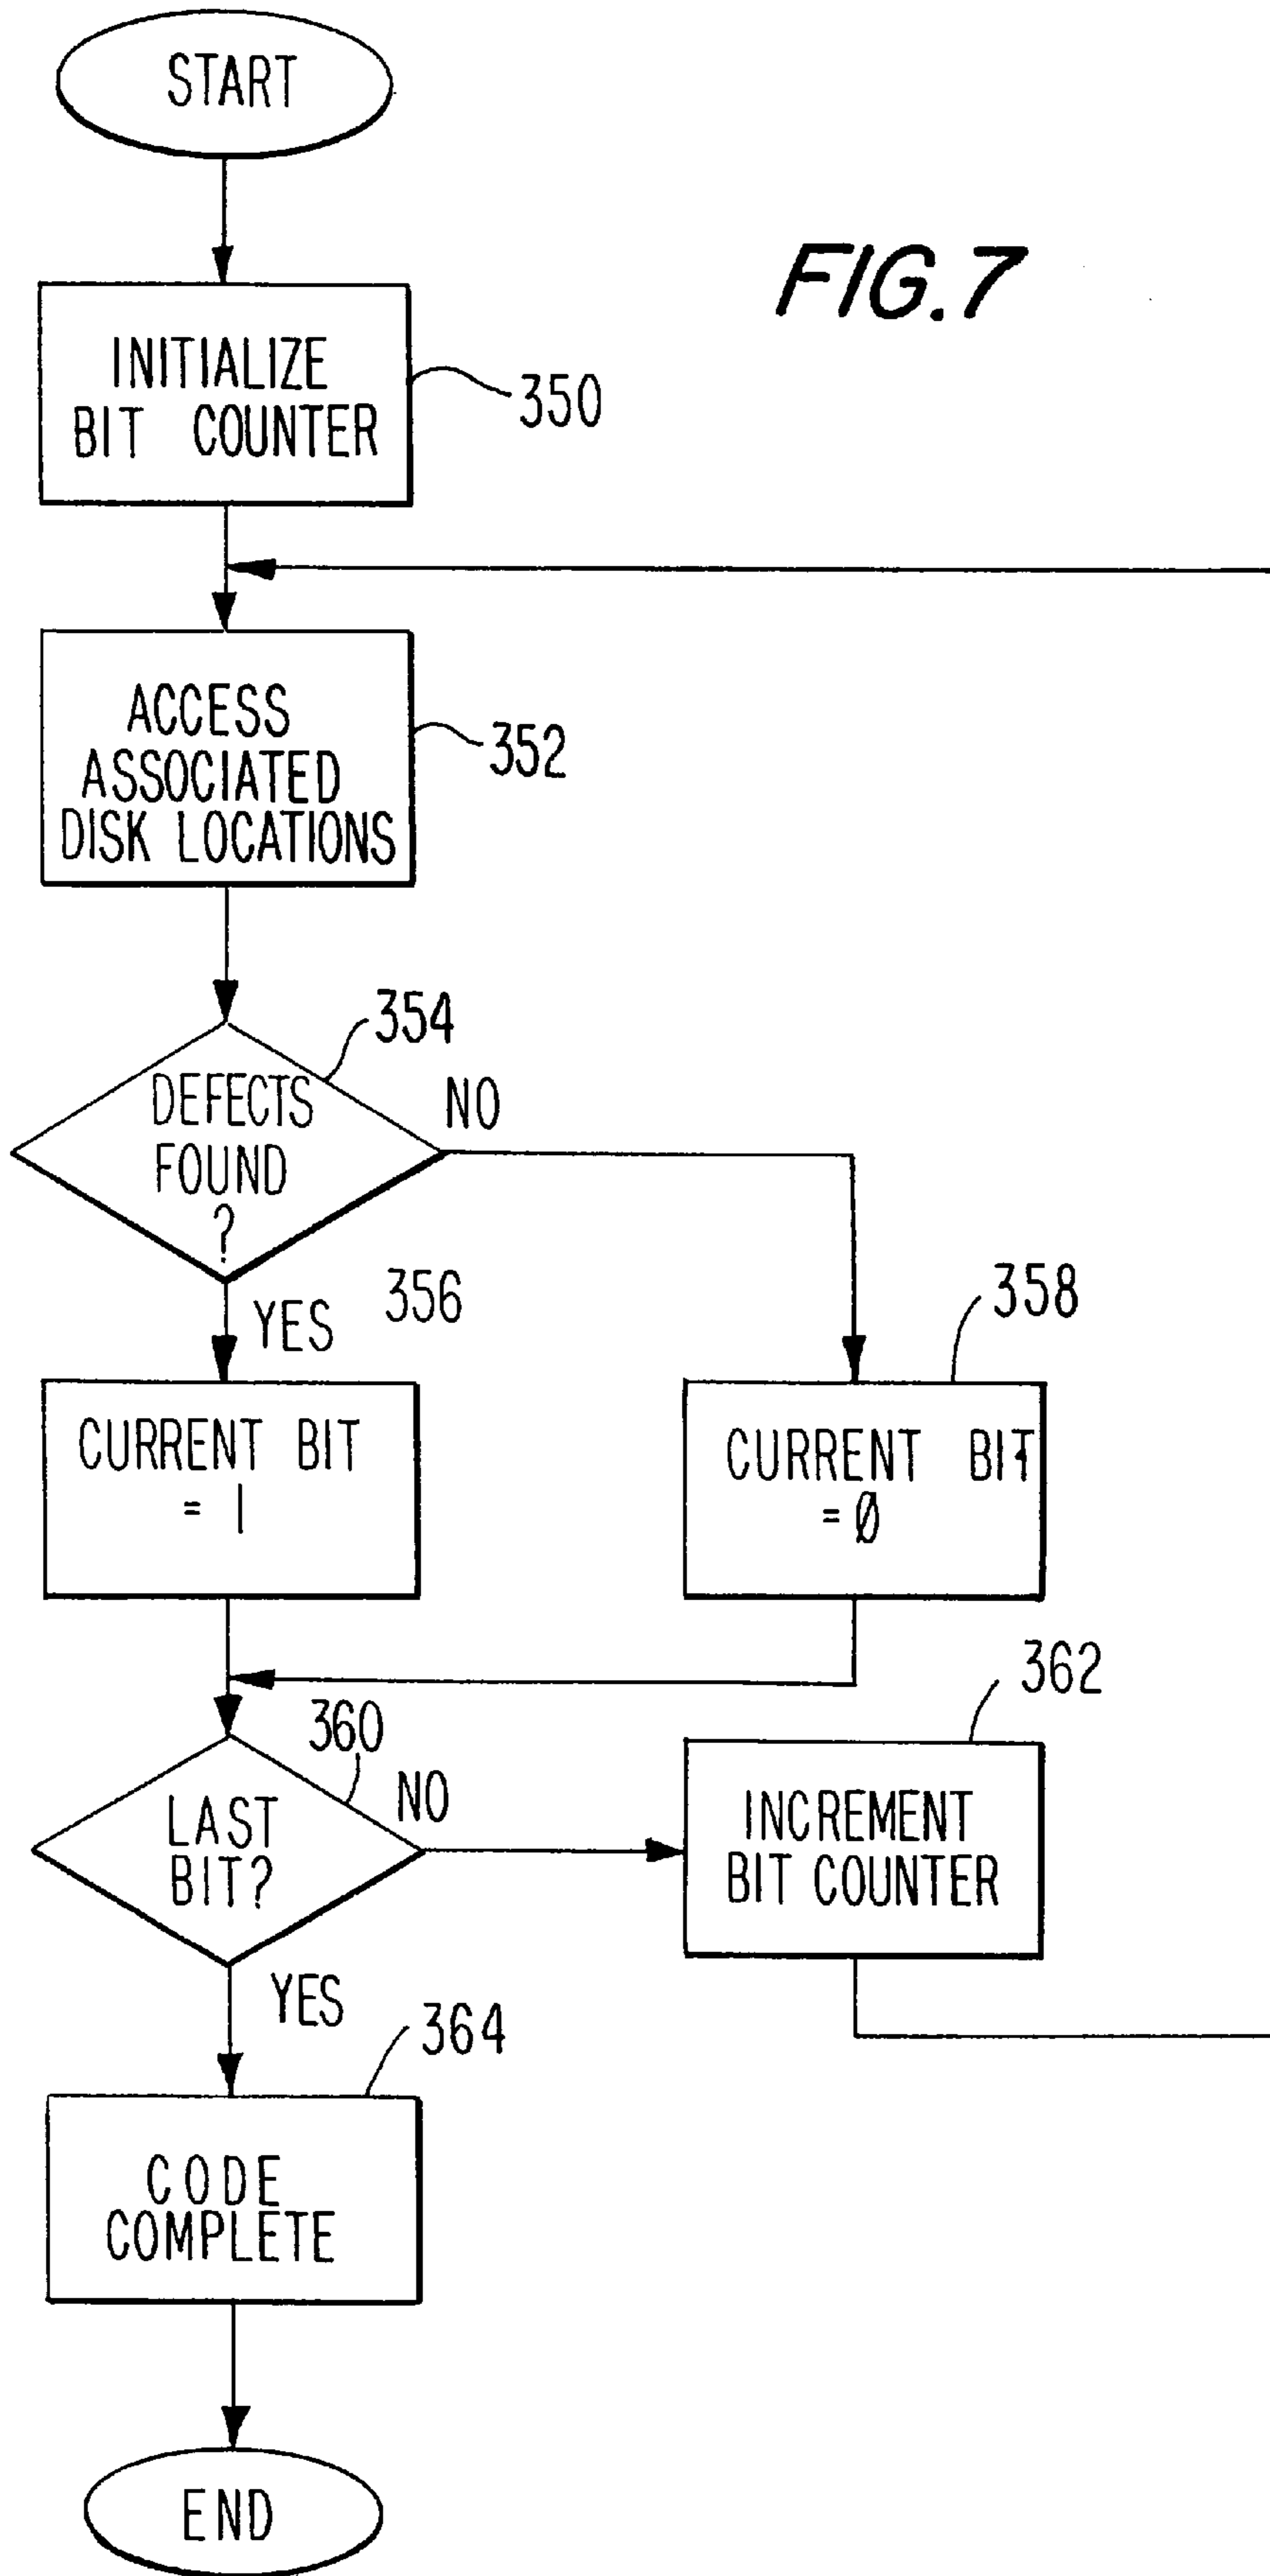 START
FIG.7
INITIALIZE
BIT COUNTER
350
ACCESS
ASSOCIATED
DISK LOCATIONS
352
354
DEFECTS
FOUND
?
NO
YES
356
358
CURRENT BIT
= 1
CURRENT BIT
= Ø
360
362
LAST
BIT?
NO
INCREMENT
BIT COUNTER
YES
364
CODE
COMPLETE
END